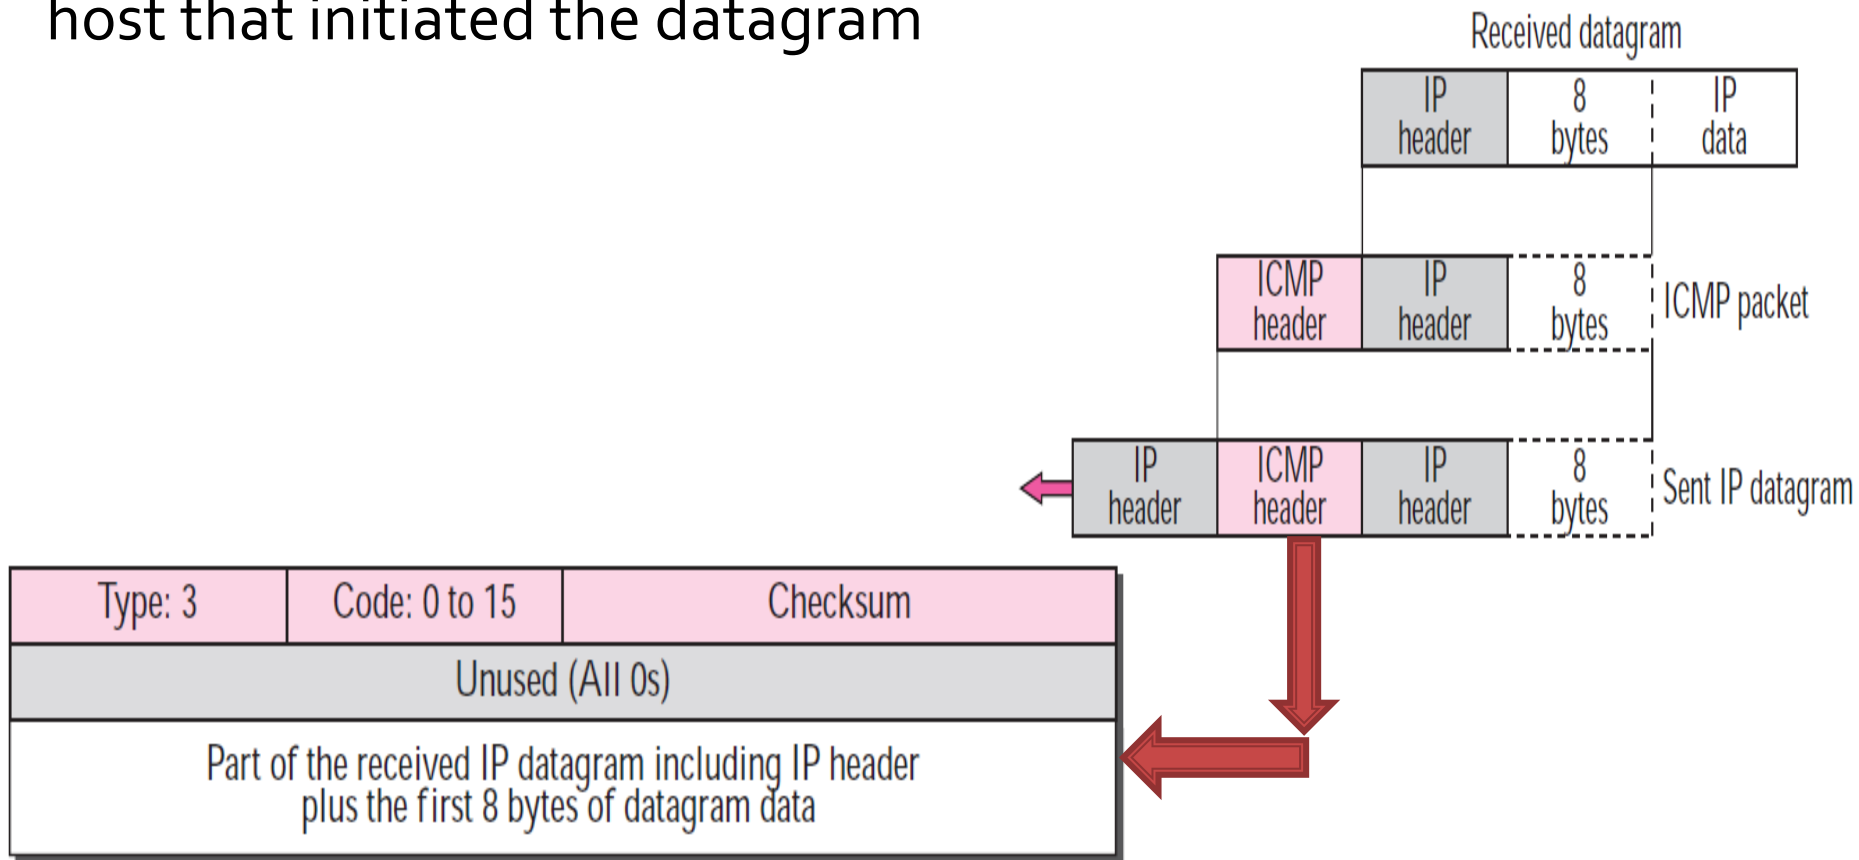 host that initiated the datagram
Received datagram
IP header
8 bytes
IP data
ICMP header
IP header
8 bytes
ICMP packet
IP header
ICMP header
IP header
8 bytes
Sent IP datagram
Type: 3
Code: 0 to 15
Checksum
Unused (All 0s)
Part of the received IP datagram including IP header
plus the first 8 bytes of datagram data